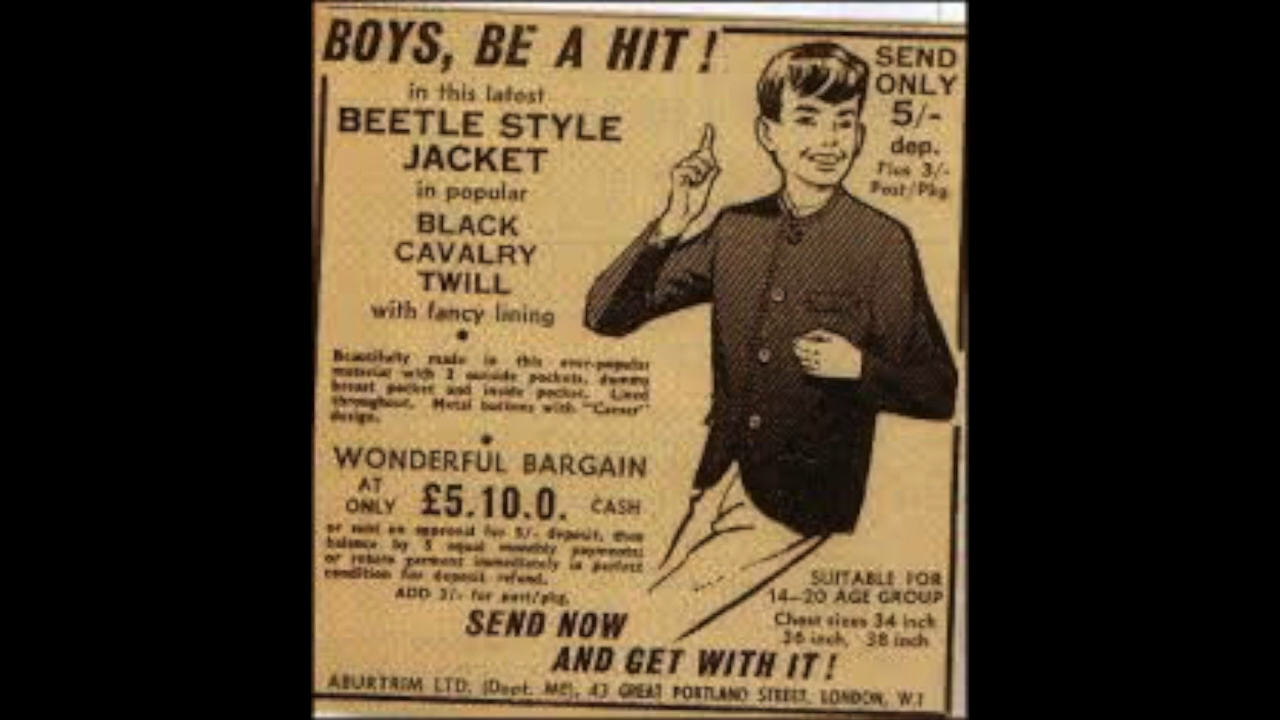 BOYS, BE A HIT!
in this latest
BEETLE STYLE
JACKET
in popular
BLACK
CAVALRY
TWILL
with fancy lining
Beautifully made in this ever-popular
material with 2 outside pockets, dummy
breast pocket and inside pocket. Lined
throughout. Metal buttons with
design.
WONDERFUL BARGAIN
AT
ONLY £5.10.0. CASH
or sent on approval for 5/- deposit, then
balance by 5 equal monthly payments;
or return garment immediately in perfect
condition for deposit refund.
ADD 3/- for post/pkg.
SEND NOW
AND GET WITH IT!
SEND
ONLY
5/-
dep.
Plus 3/-
Post/Pkg
SUITABLE FOR
14—20 AGE GROUP
Chest sizes 34 inch
36 inch, 38 inch
ABURTRIM LTD. (Dept. ME), 43 GREAT PORTLAND STREET, LONDON, W.1